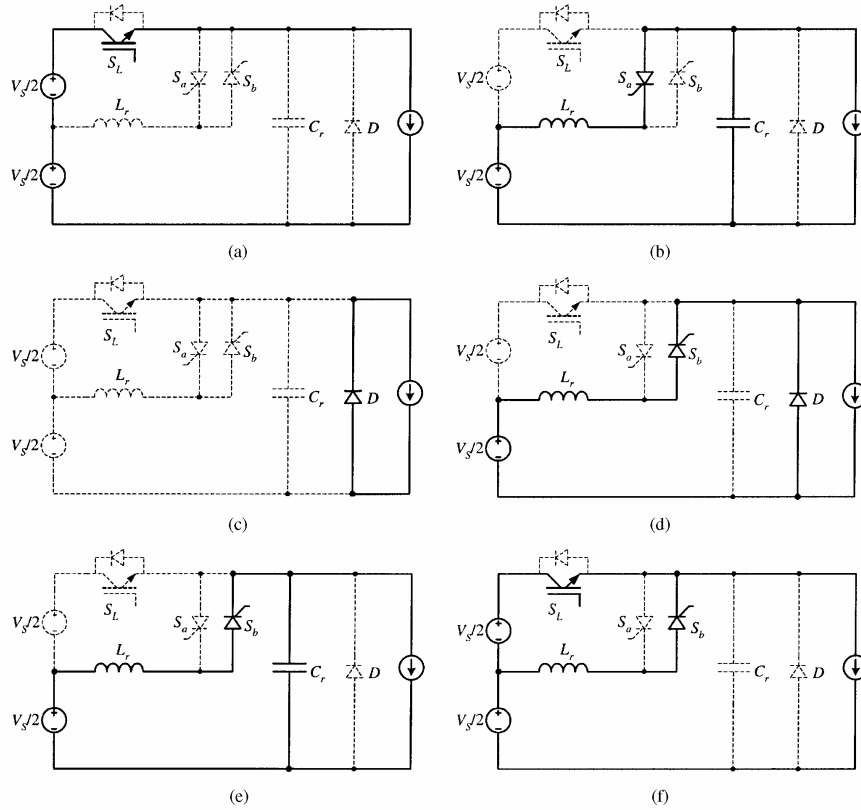 V_S/2
S_L
S_a
S_b
L_r
C_r
D
V_S/2
(a)
S_L
V_S/2
S_a
S_b
L_r
C_r
D
V_S/2
(b)
S_L
V_S/2
S_a
S_b
L_r
C_r
D
V_S/2
(c)
S_L
V_S/2
S_a
S_b
L_r
C_r
D
V_S/2
(d)
S_L
V_S/2
S_a
S_b
L_r
C_r
D
V_S/2
(e)
S_L
V_S/2
S_a
S_b
L_r
C_r
D
V_S/2
(f)